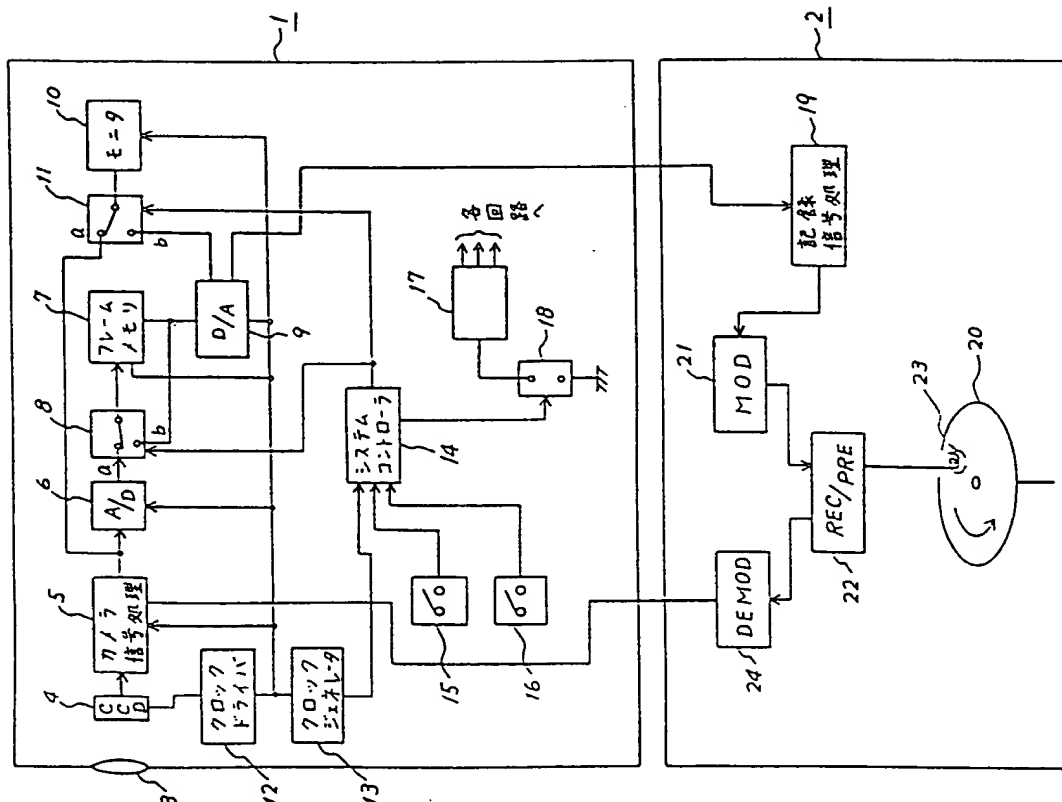 10
モニタ
11
a
b
7
フレーム
メモリ
8
a
b
D/A
9
6
A/D
5
カメラ
信号処理
4
CCD
3
クロック
ドライバ
12
クロック
ジェネレータ
13
システム
コントローラ
14
15
16
17
各回路へ
18
1
2
19
記録
信号処理
21
MOD
REC/PRE
22
DEMOD
24
23
20